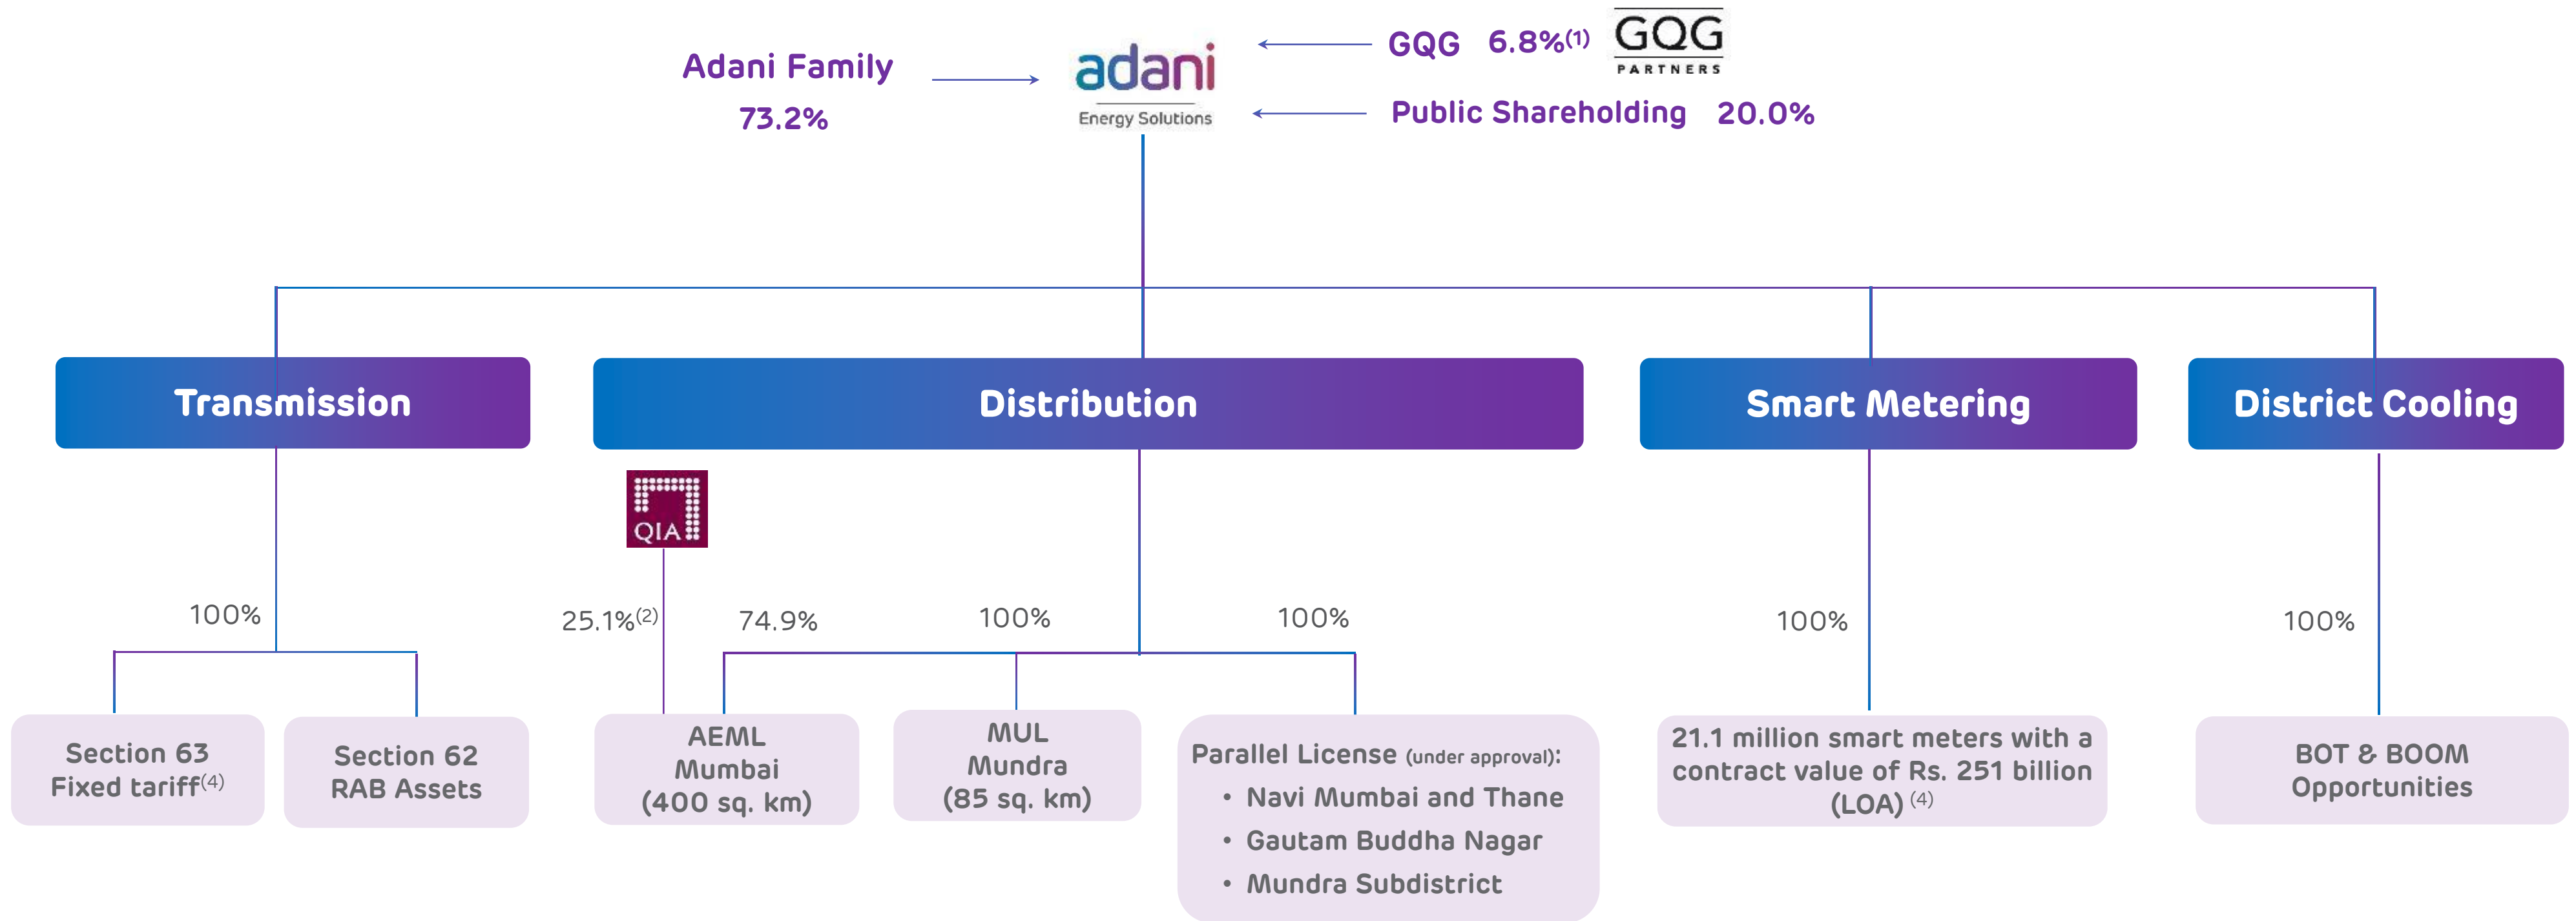 Adani Family
73.2%
adani
Energy Solutions
GQG 6.8%(1)
GQG
PARTNERS
Public Shareholding 20.0%
Transmission
Distribution
Smart Metering
District Cooling
QIA
100%
25.1%(2)
74.9%
100%
100%
100%
100%
Section 63
Fixed tariff(4)
Section 62
RAB Assets
AEML
Mumbai
(400 sq. km)
MUL
Mundra
(85 sq. km)
Parallel License (under approval):
• Navi Mumbai and Thane
• Gautam Buddha Nagar
• Mundra Subdistrict
21.1 million smart meters with a
contract value of Rs. 251 billion
(LOA) (4)
BOT & BOOM
Opportunities